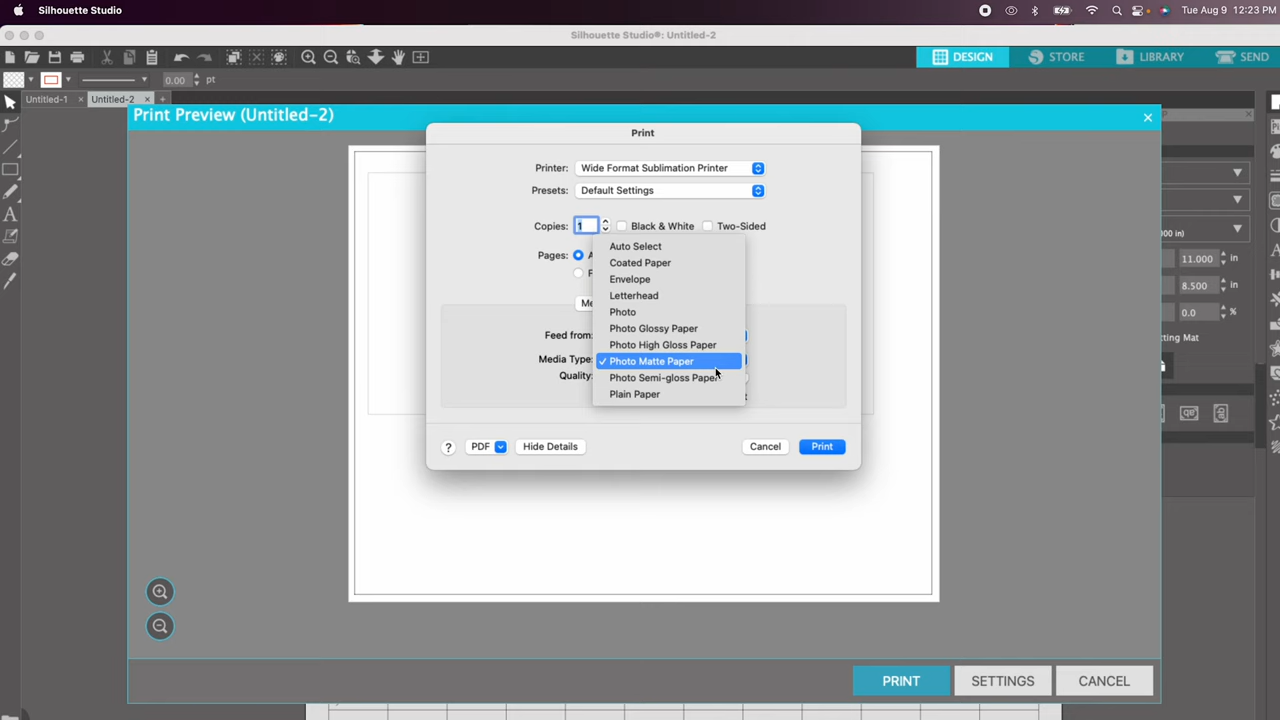 Silhouette Studio
Tue Aug 9 12:23 PM
Silhouette Studio®: Untitled-2
DESIGN
STORE
LIBRARY
SEND
0.00
pt
Untitled-1 ×
Untitled-2 × +
Print Preview (Untitled-2)
Print
Printer: Wide Format Sublimation Printer
Presets: Default Settings
Copies: 1 Black & White Two-Sided
Pages: A
F
Me
Feed from:
Media Type:
Quality:
Auto Select
Coated Paper
Envelope
Letterhead
Photo
Photo Glossy Paper
Photo High Gloss Paper
✓ Photo Matte Paper
Photo Semi-gloss Paper
Plain Paper
? PDF Hide Details Cancel Print
P
000 in)
11.000 in
8.500 in
0.0 %
tting Mat
PRINT SETTINGS CANCEL